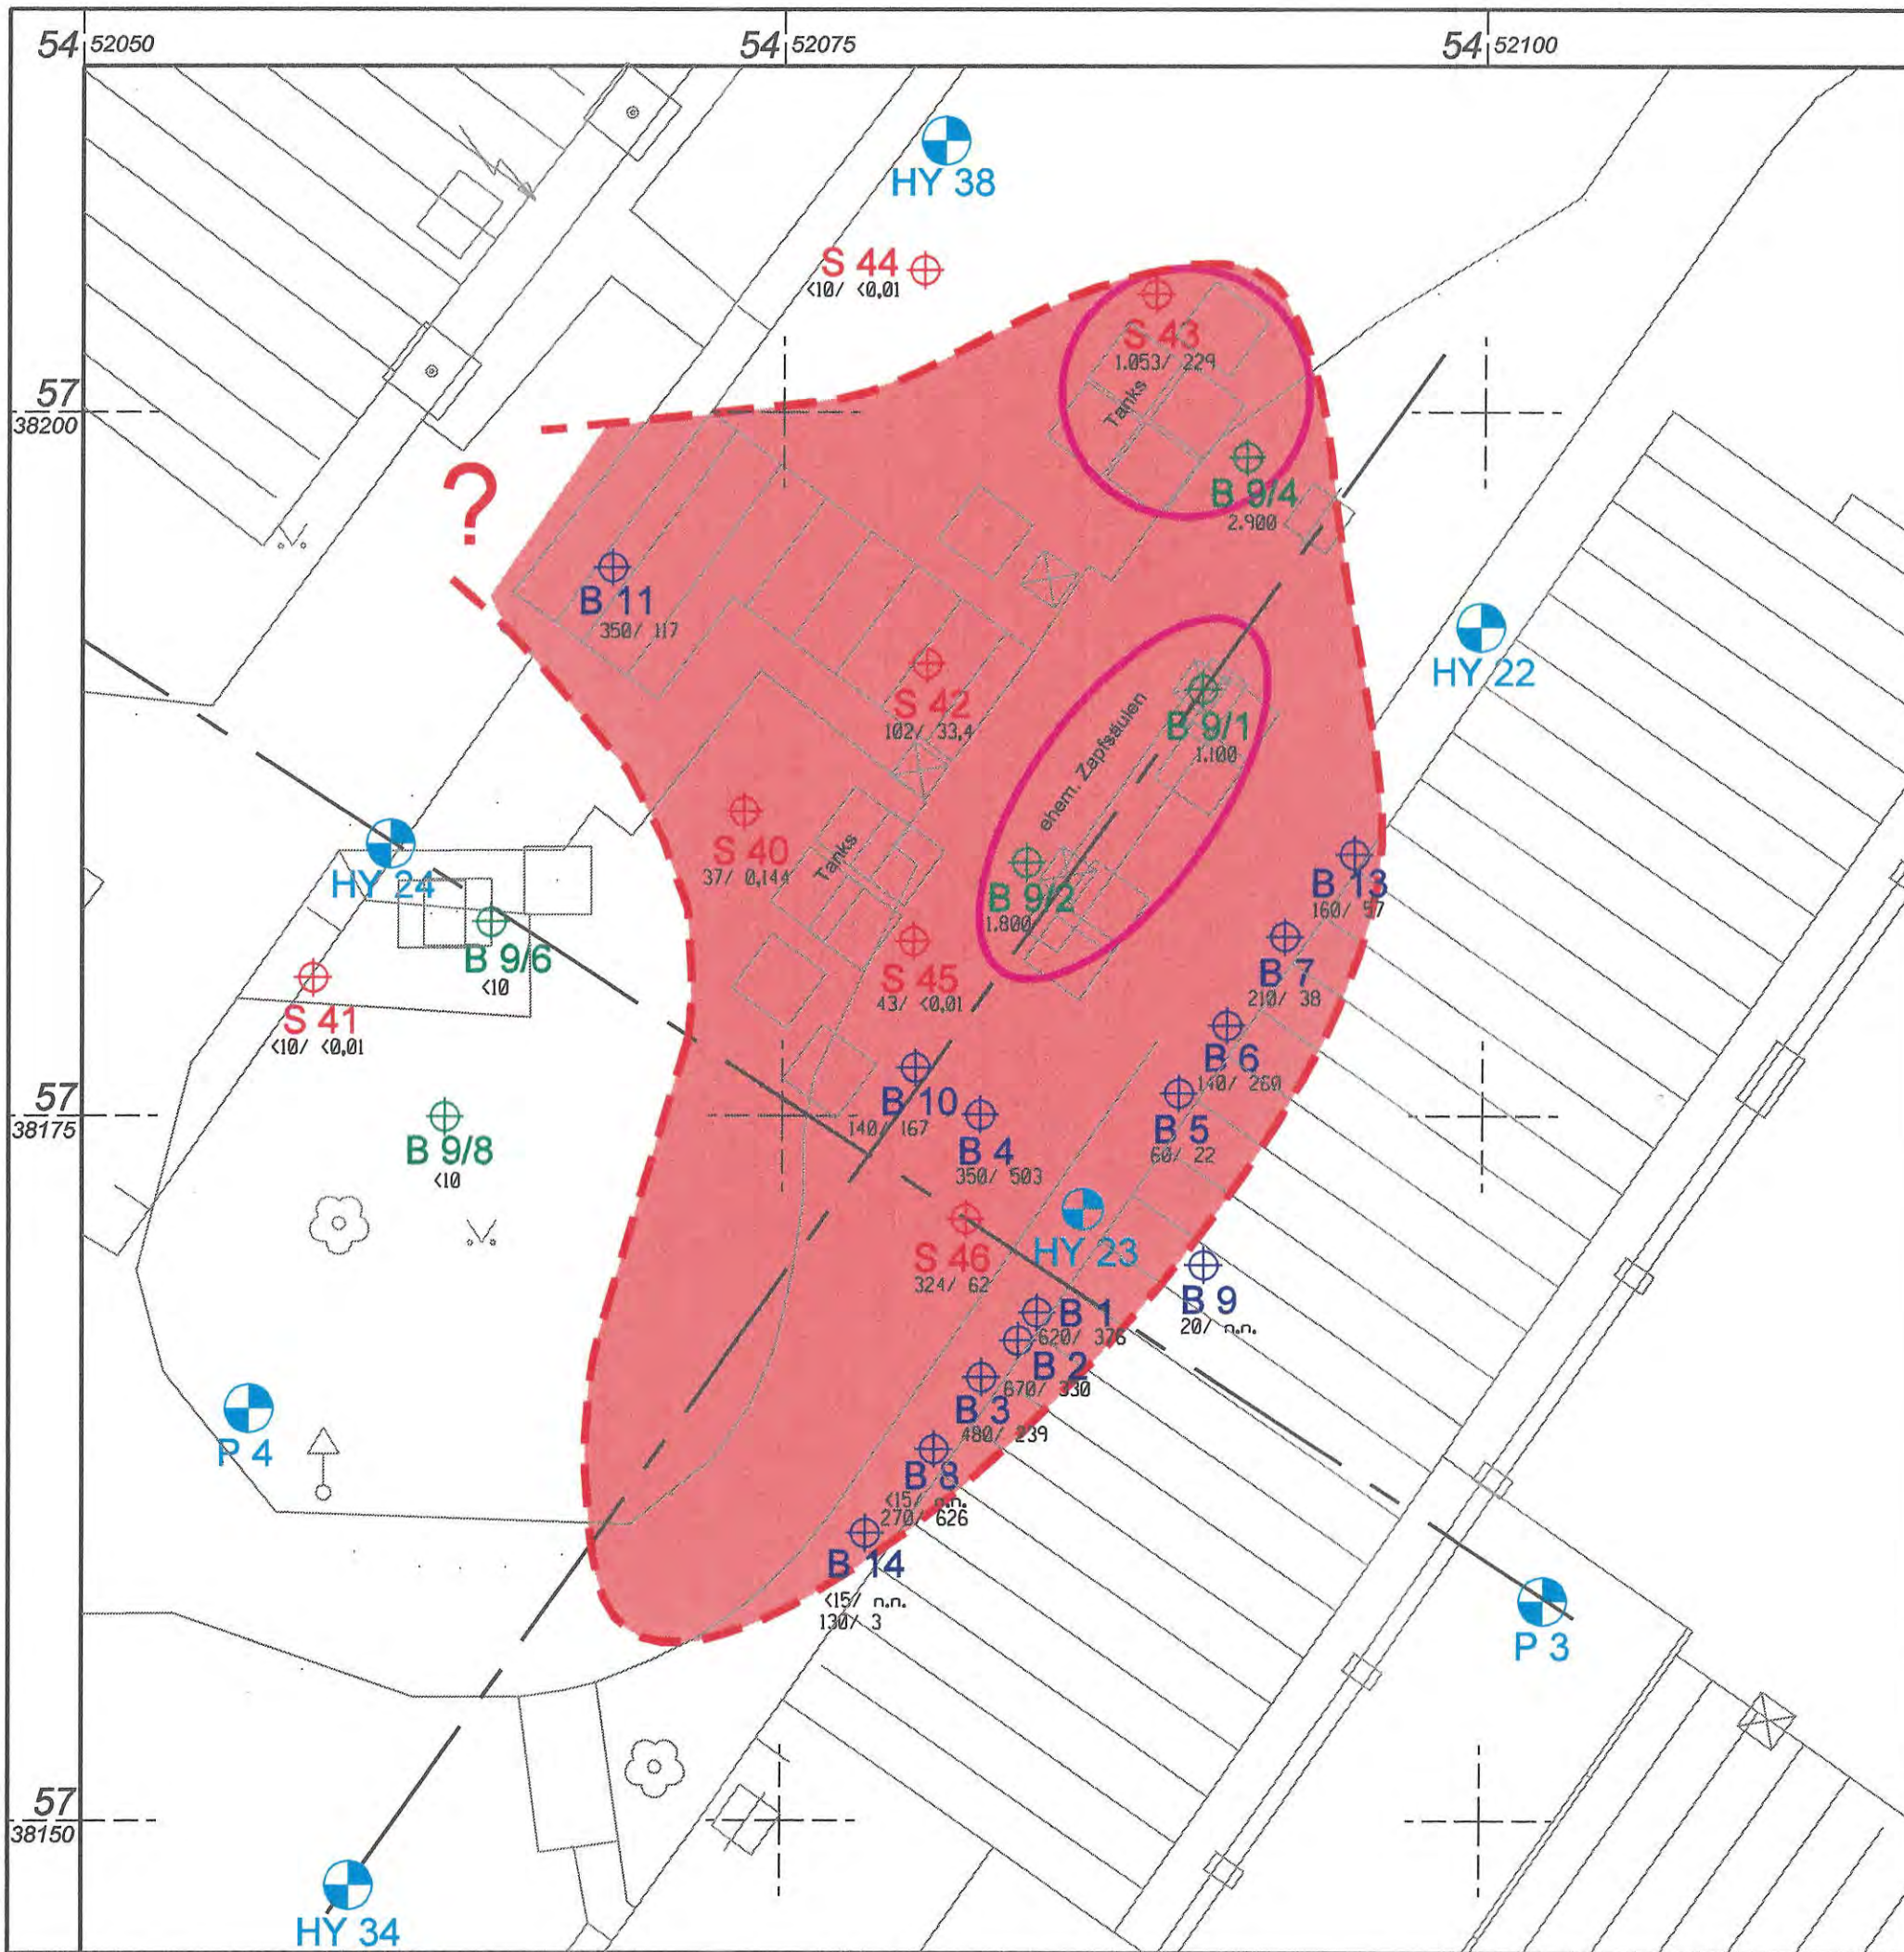 54 52050
54 52075
54 52100
HY 38
S 44
<10/ <0,01
S 43
1.053/ 229
Tanks
57
38200
?
B 9/4
2.900
B 11
350/ 117
HY 22
S 42
102/ 33,4
B 9/1
1.100
ehem. Zapfsäulen
S 40
37/ 0,144
Tanks
HY 24
B 9/2
1.800
B 13
160/ 57
B 9/6
<10
S 45
43/ <0,01
B 7
210/ 38
S 41
<10/ <0,01
B 6
140/ 260
57
38175
B 10
140/ 167
B 4
350/ 503
B 5
60/ 22
B 9/8
<10
S 46
324/ 62
HY 23
B 9
20/ n.n.
B 1
620/ 376
B 2
670/ 330
B 3
480/ 239
P 4
B 8
<15/ n.n.
270/ 626
B 14
<15/ n.n.
130/ 3
P 3
57
38150
HY 34